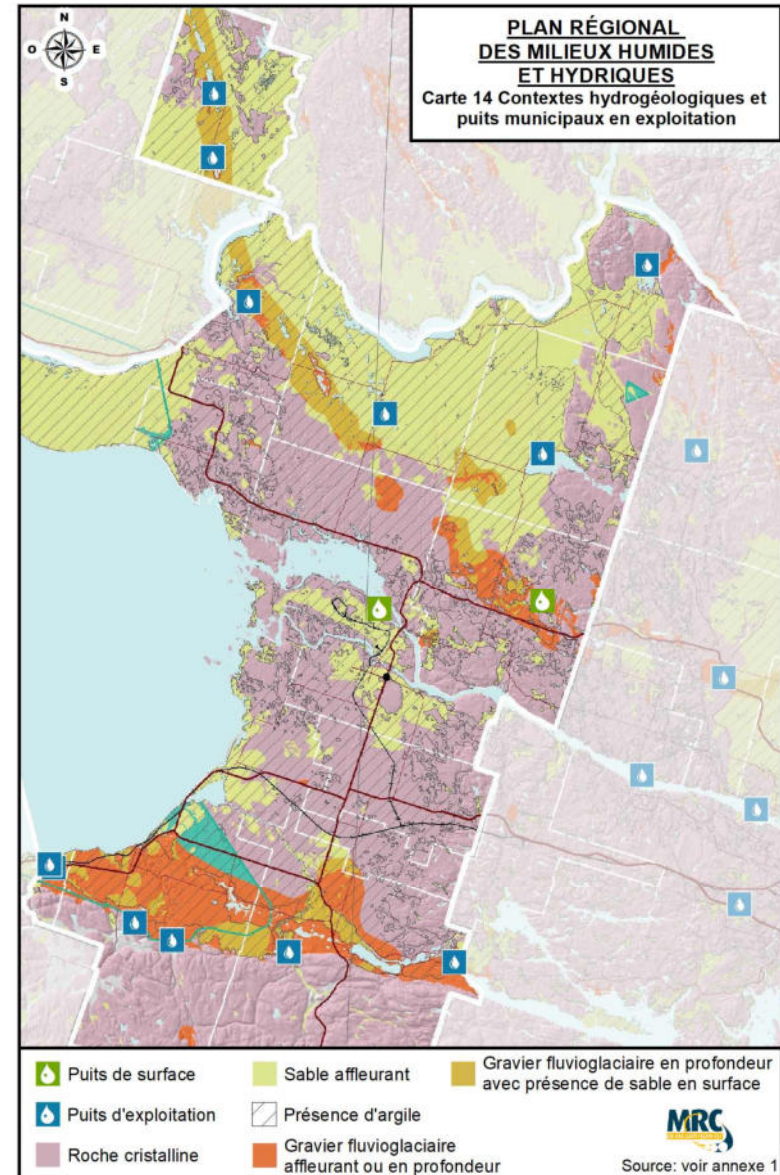 N
O E
S
PLAN RÉGIONAL
DES MILIEUX HUMIDES
ET HYDRIQUES
Carte 14 Contextes hydrogéologiques et
puits municipaux en exploitation
Puits de surface
Puits d'exploitation
Roche cristalline
Sable affleurant
Présence d'argile
Gravier fluvioglaciaire
affleurant ou en profondeur
Gravier fluvioglaciaire en profondeur
avec présence de sable en surface
MRC
Source: voir annexe 1